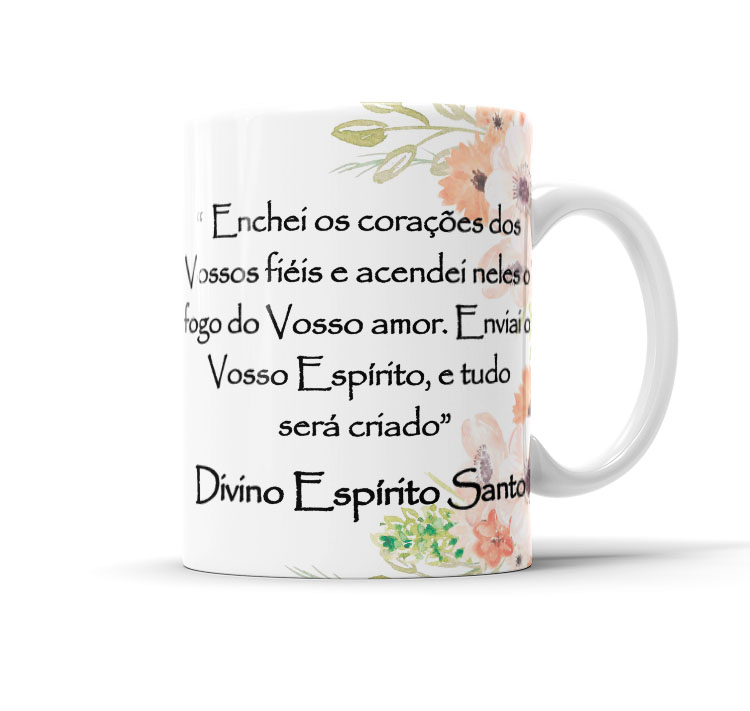 “ Enchei os corações dos
Vossos fiéis e acendei neles o
fogo do Vosso amor. Enviai o
Vosso Espírito, e tudo
será criado”
Divino Espírito Santo